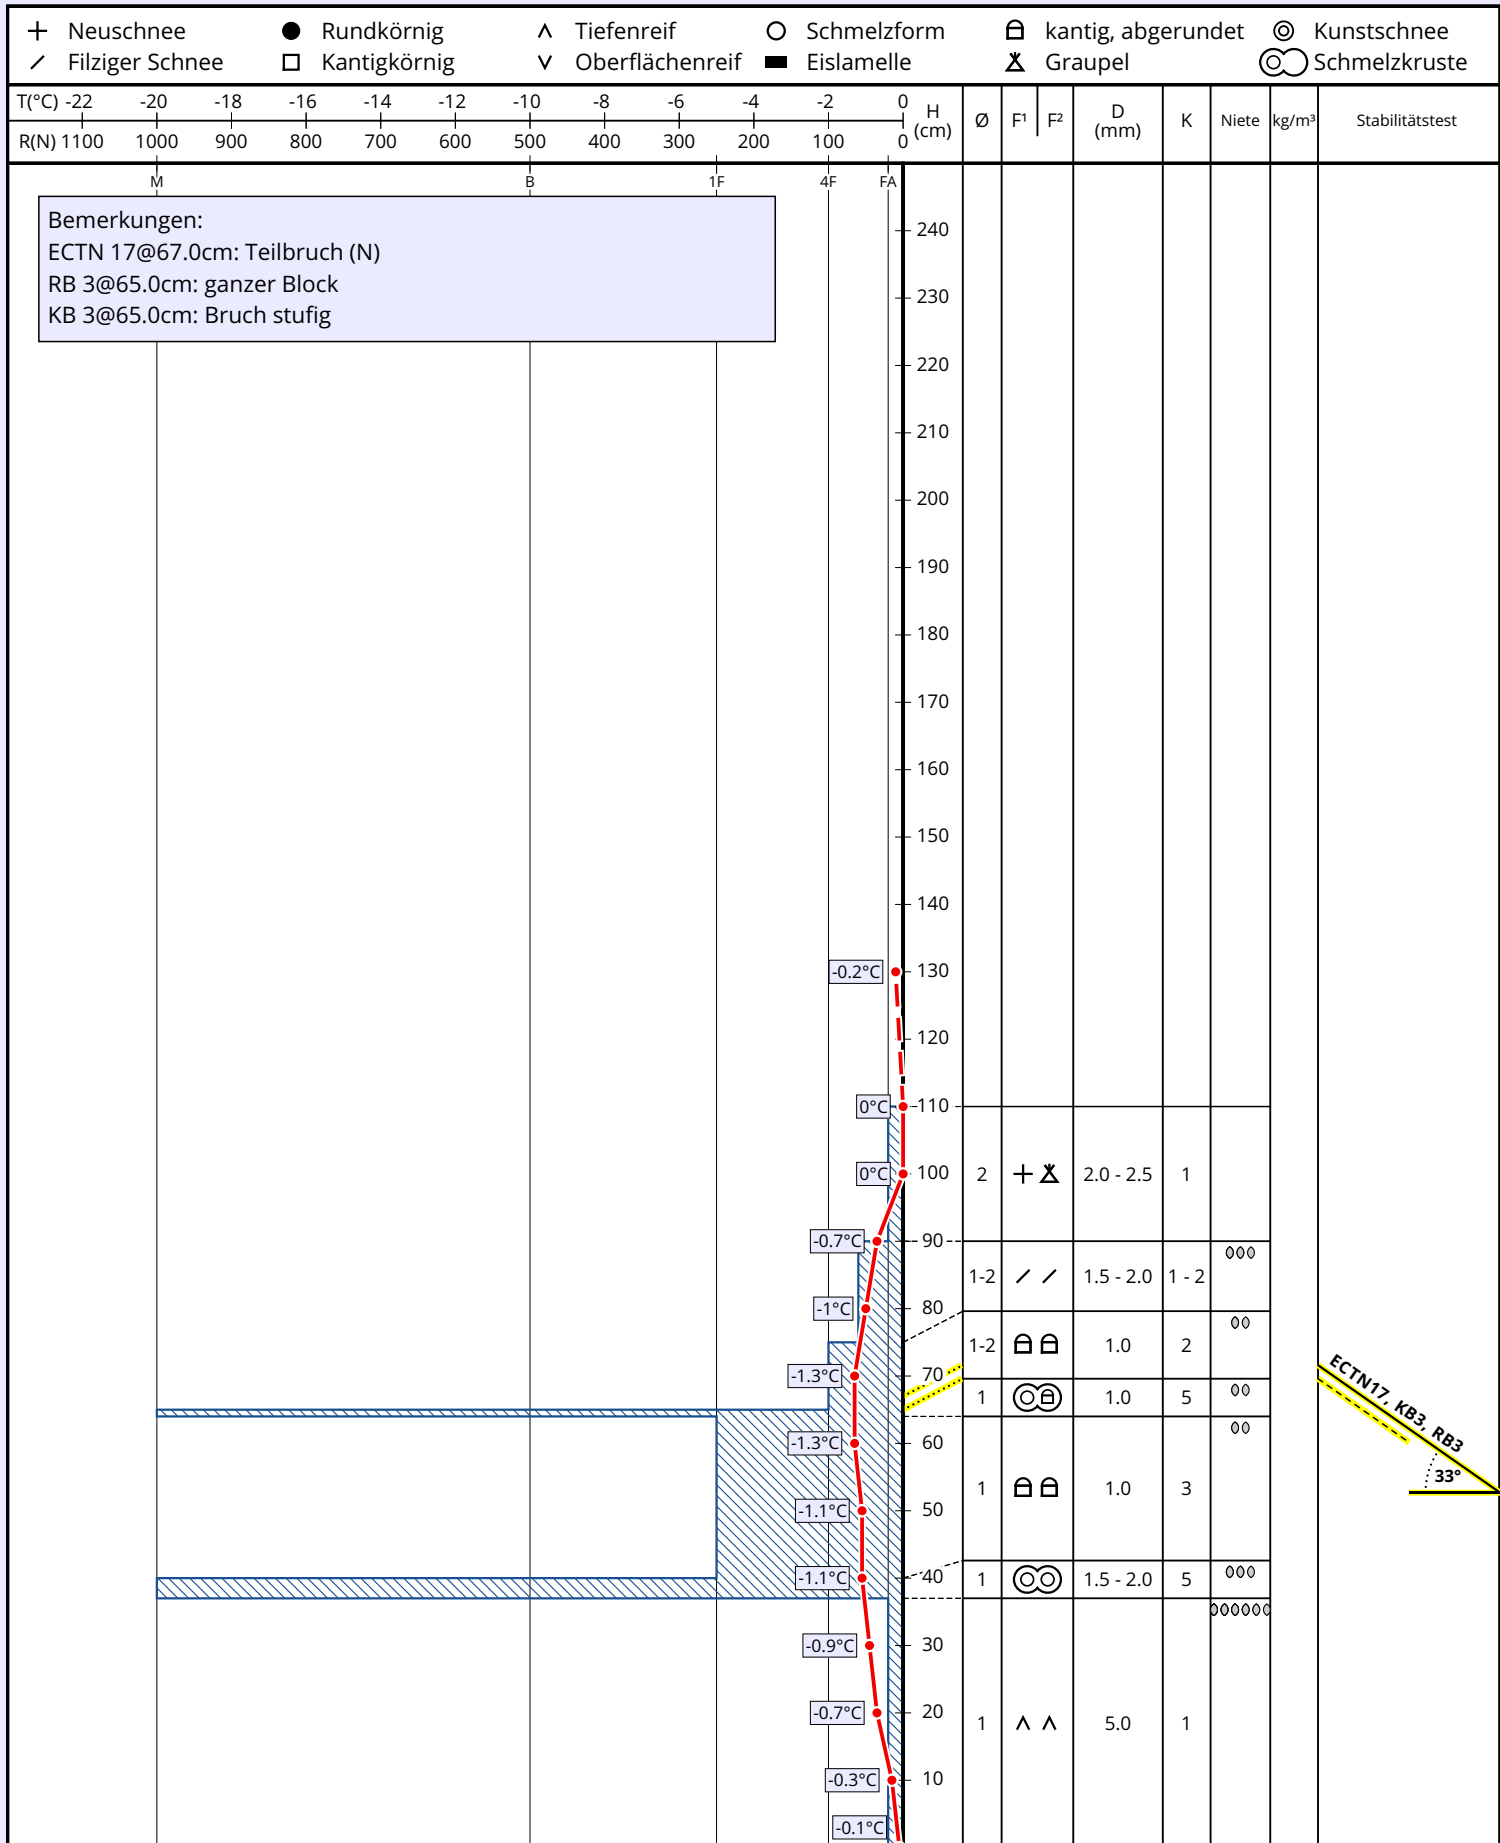 Neuschnee Rundkörnig Tiefenreif Schmelzform kantig, abgerundet Kunstschnee
Filziger Schnee Kantigkörnig Oberflächenreif Eislamelle Graupel Schmelzkruste
T(°C) -22 -20 -18 -16 -14 -12 -10 -8 -6 -4 -2 0
R(N) 1100 1000 900 800 700 600 500 400 300 200 100 0
H (cm) Ø F¹ F² D (mm) K Niete kg/m³ Stabilitätstest
M B 1F 4F FA
Bemerkungen:
ECTN 17@67.0cm: Teilbruch (N)
RB 3@65.0cm: ganzer Block
KB 3@65.0cm: Bruch stufig
240
230
220
210
200
190
180
170
160
150
140
-0.2°C 130
120
0°C 110
0°C 100 2 2.0 - 2.5 1
-0.7°C 90
1-2 1.5 - 2.0 1 - 2
-1°C 80
1-2 1.0 2
-1.3°C 70
1 1.0 5
ECTN17, KB3, RB3
-1.3°C 60
33°
1 1.0 3
-1.1°C 50
-1.1°C 40
1 1.5 - 2.0 5
-0.9°C 30
-0.7°C 20
1 5.0 1
-0.3°C 10
-0.1°C